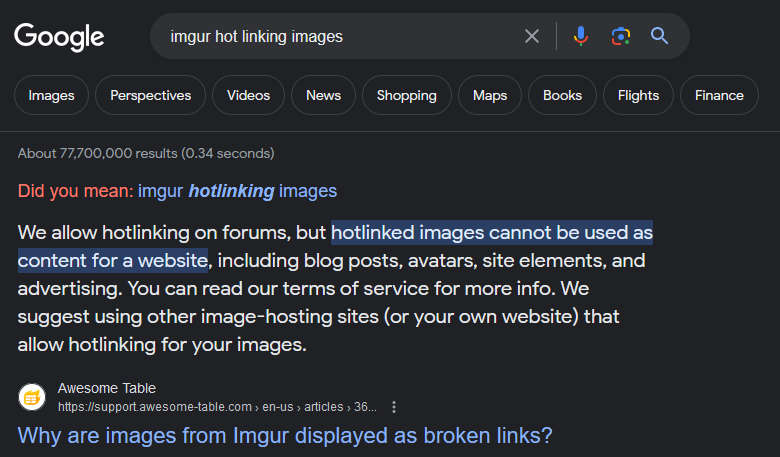 Google
imgur hot linking images
Images Perspectives Videos News Shopping Maps Books Flights Finance
About 77,700,000 results (0.34 seconds)
Did you mean: imgur hotlinking images
We allow hotlinking on forums, but hotlinked images cannot be used as
content for a website, including blog posts, avatars, site elements, and
advertising. You can read our terms of service for more info. We
suggest using other image-hosting sites (or your own website) that
allow hotlinking for your images.
Awesome Table
https://support.awesome-table.com › en-us › articles › 36...
Why are images from Imgur displayed as broken links?